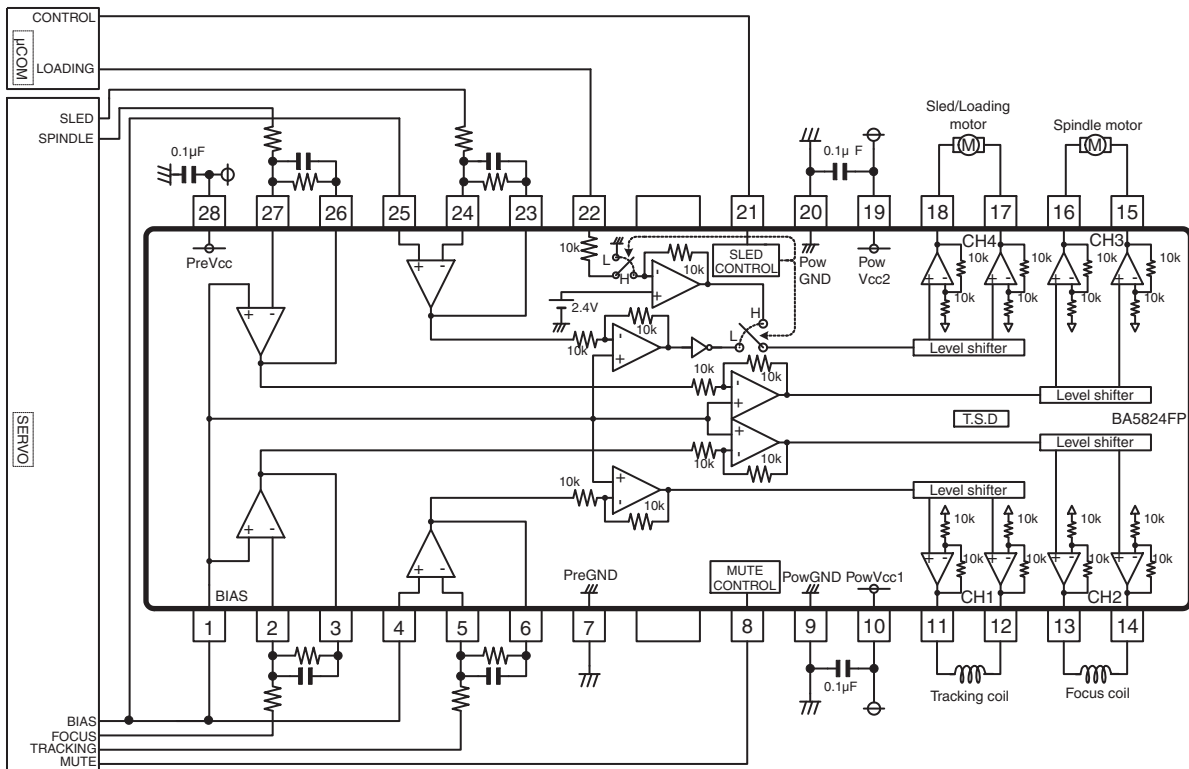 CONTROL
µCOM
LOADING
SLED
SPINDLE
0.1µF
Sled/Loading
motor
Spindle motor
M
M
0.1µ F
28
27
26
25
24
23
22
21
20
19
18
17
16
15
PreVcc
10k
L
H
10k
SLED
CONTROL
Pow
GND
Pow
Vcc2
CH4
CH3
10k
10k
10k
10k
10k
10k
10k
10k
2.4V
H
L
10k
10k
Level shifter
10k
10k
Level shifter
SERVO
T.S.D
BA5824FP
10k
10k
Level shifter
10k
10k
Level shifter
10k
10k
10k
10k
10k
10k
10k
10k
BIAS
PreGND
MUTE
CONTROL
PowGND
PowVcc1
CH1
CH2
1
2
3
4
5
6
7
8
9
10
11
12
13
14
0.1µF
Tracking coil
Focus coil
BIAS
FOCUS
TRACKING
MUTE